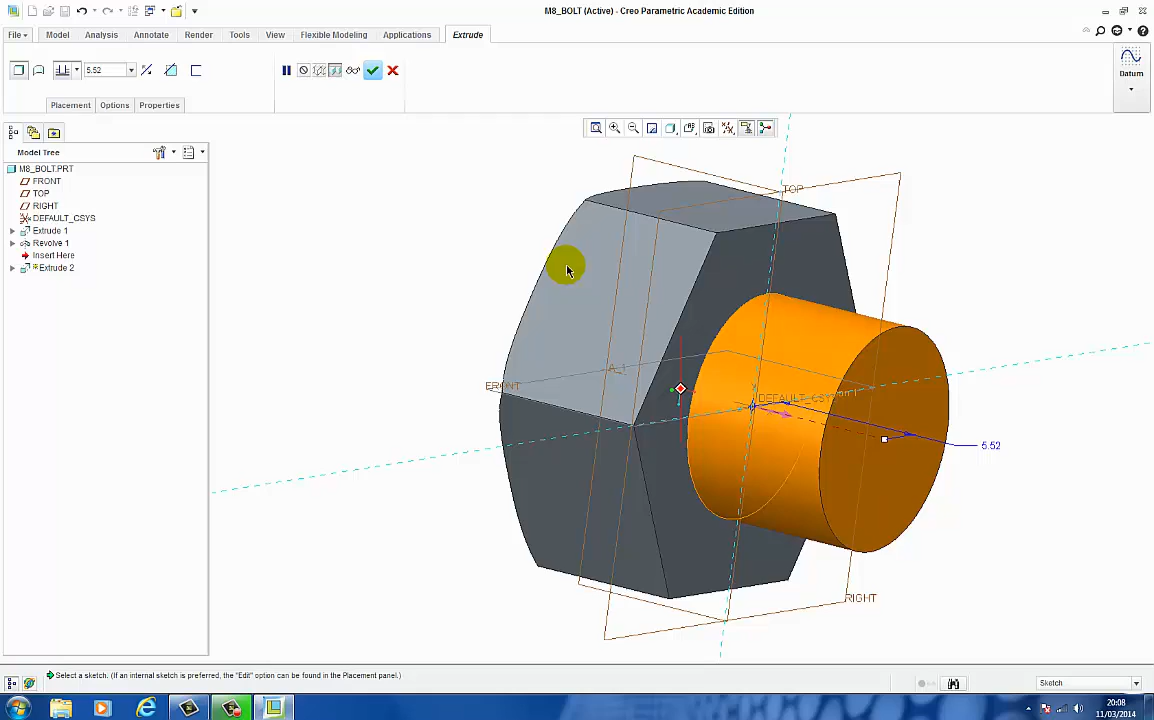 M8_BOLT (Active) - Creo Parametric Academic Edition
File Model Analysis Annotate Render Tools View Flexible Modeling Applications Extrude
5.52
Datum
Placement Options Properties
Model Tree
M8_BOLT.PRT
FRONT
TOP
RIGHT
DEFAULT_CSYS
Extrude 1
Revolve 1
Insert Here
Extrude 2
TOP
A_1
FRONT
DEFAULT_CSYS
5.52
RIGHT
Select a sketch. (If an internal sketch is preferred, the "Edit" option can be found in the Placement panel.)
Sketch
20:08
11/03/2014